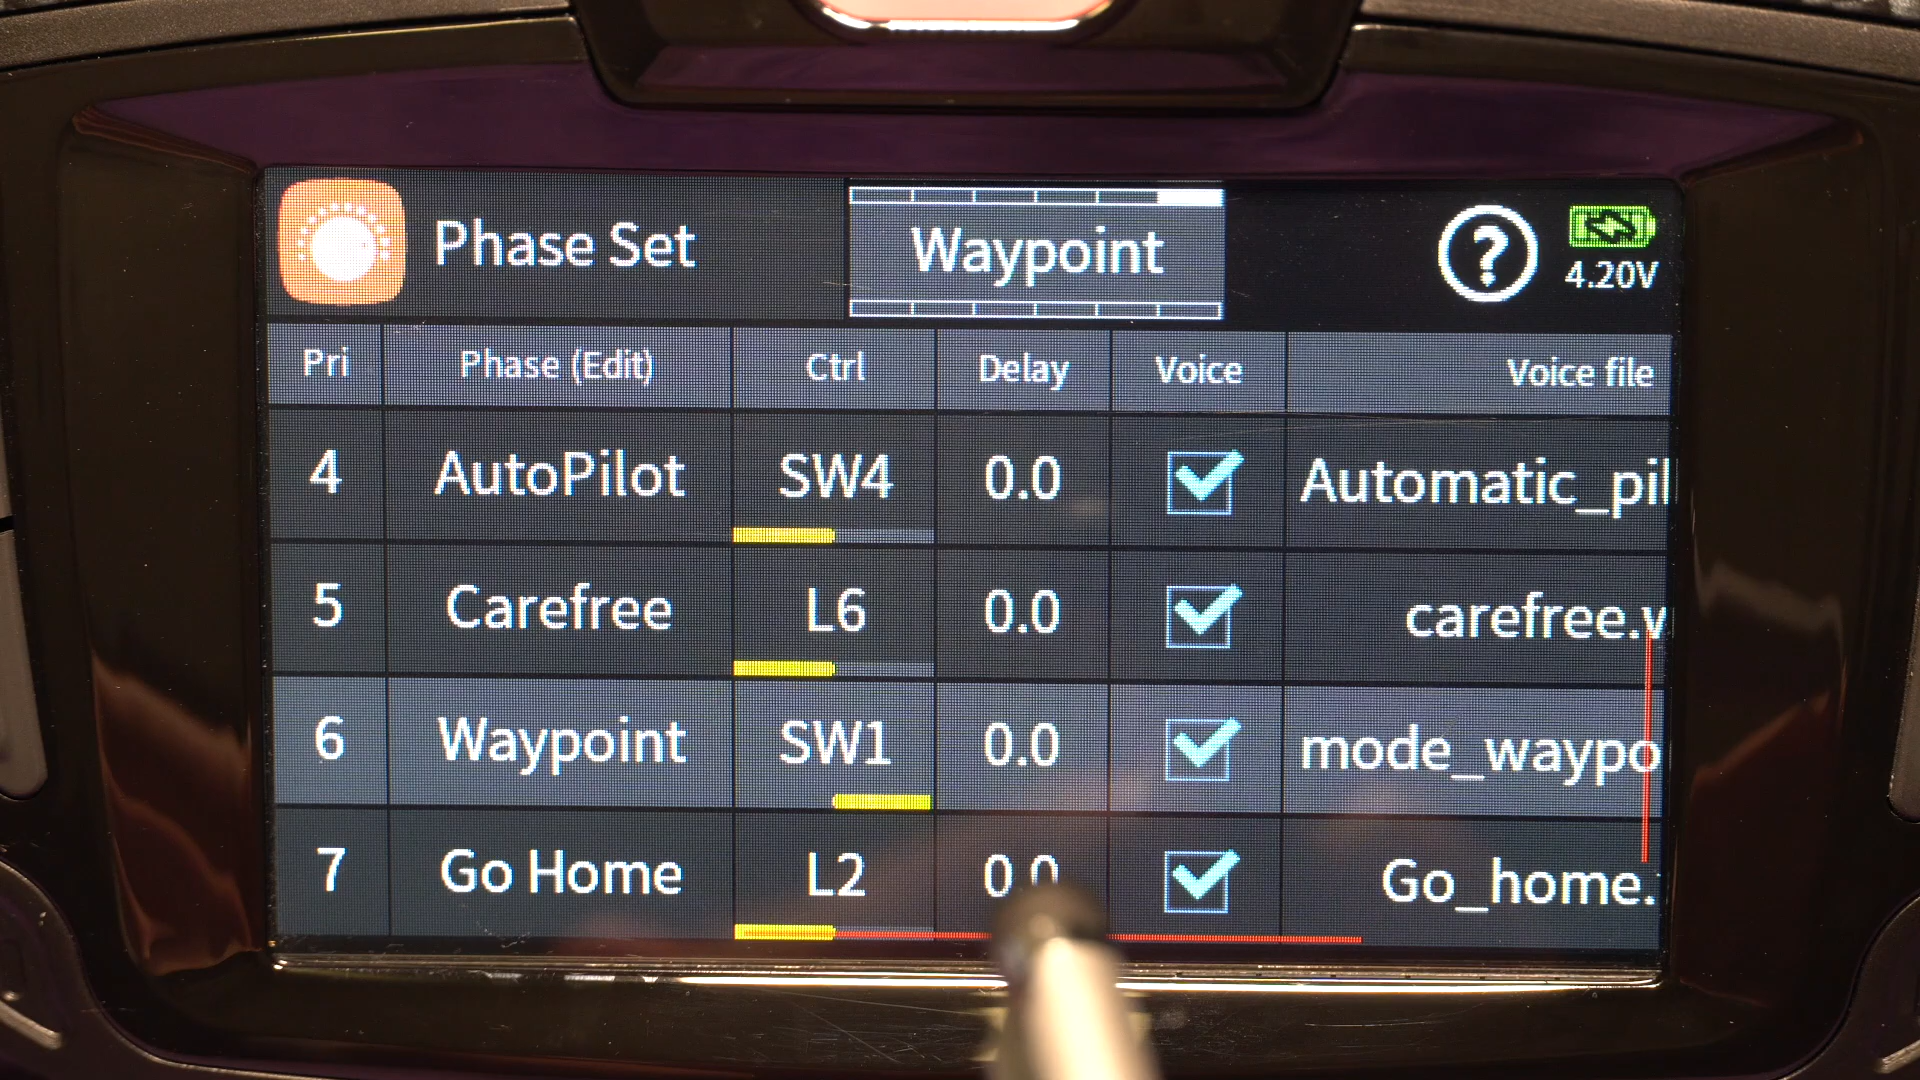 Phase Set
Waypoint
?
4.20V
Pri Phase (Edit) Ctrl Delay Voice Voice file
4 AutoPilot SW4 0.0 Automatic_pil
5 Carefree L6 0.0 carefree.w
6 Waypoint SW1 0.0 mode_waypo
7 Go Home L2 0.0 Go_home.